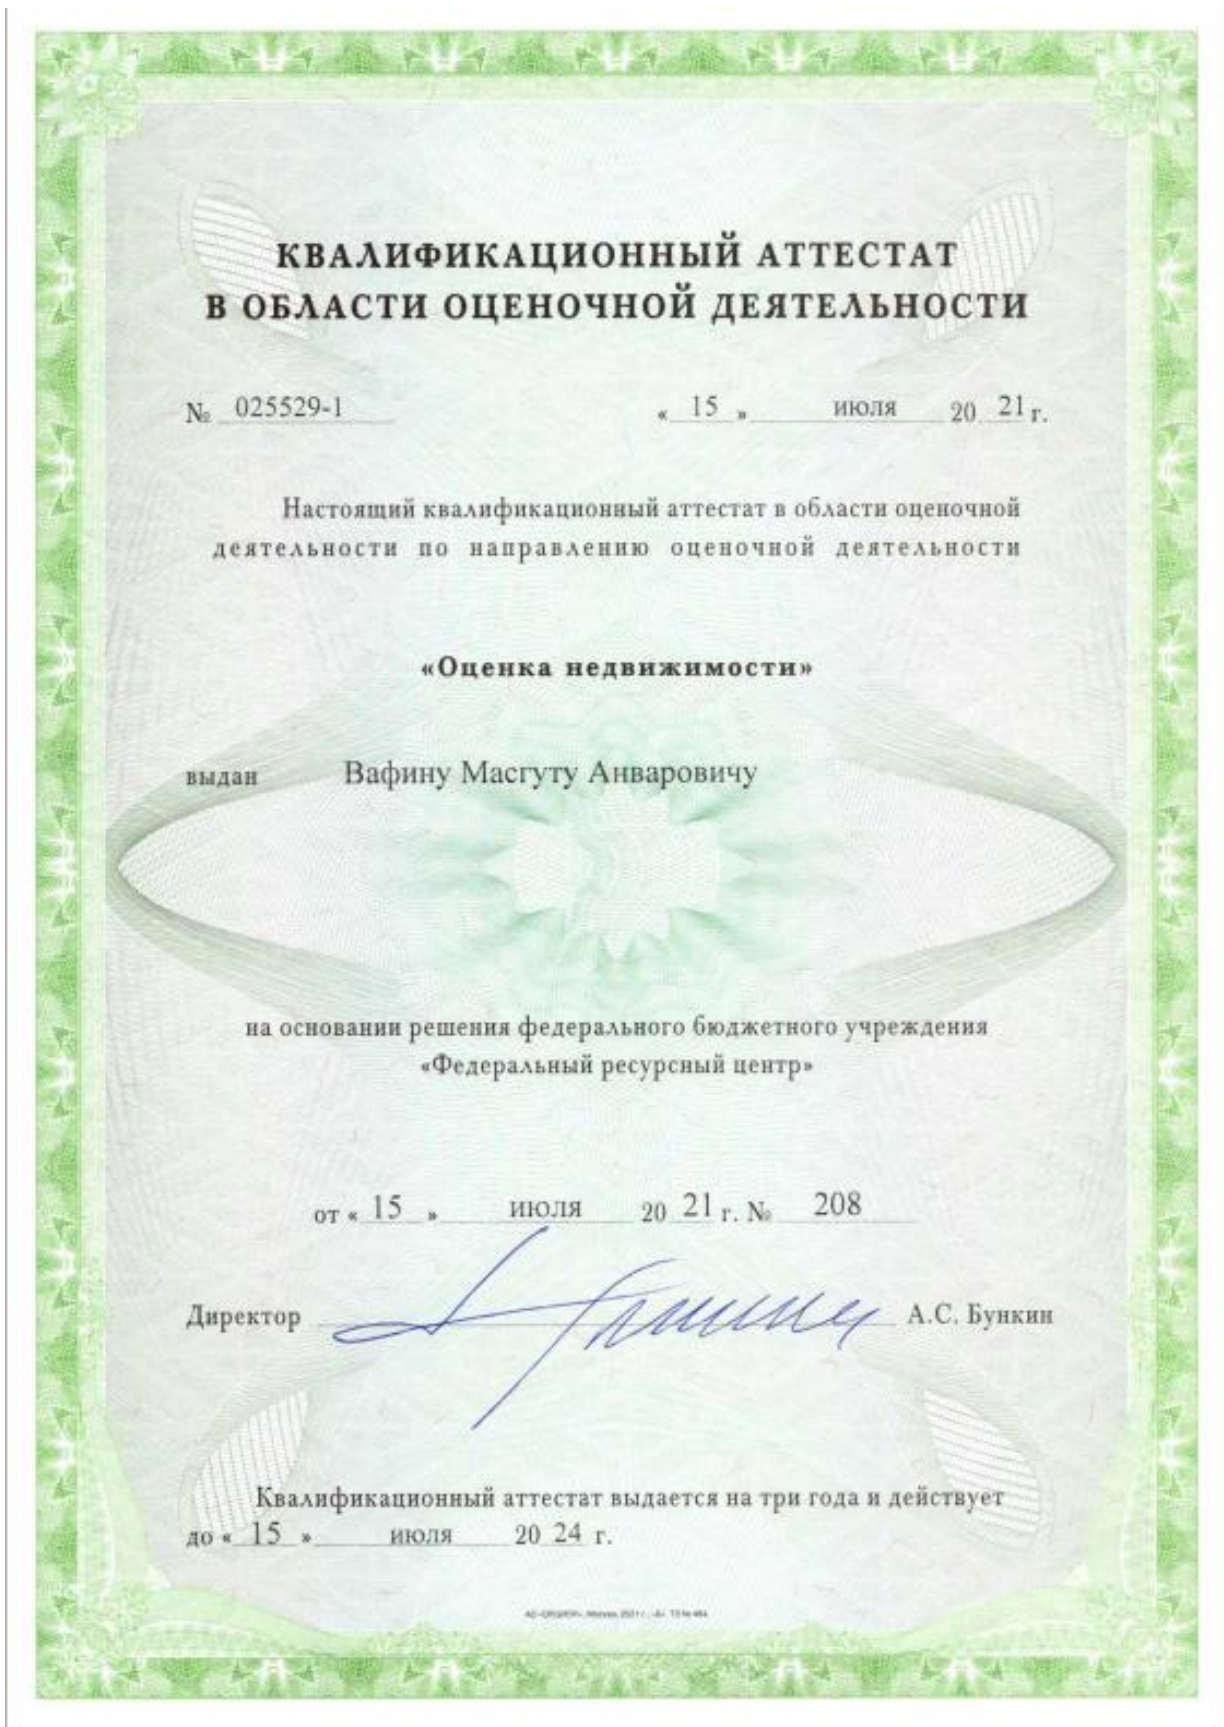 КВАЛИФИКАЦИОННЫЙ АТТЕСТАТ
В ОБЛАСТИ ОЦЕНОЧНОЙ ДЕЯТЕЛЬНОСТИ
№ 025529-1 « 15 » июля 20 21 г.
Настоящий квалификационный аттестат в области оценочной
деятельности по направлению оценочной деятельности
«Оценка недвижимости»
выдан Вафину Масгуту Анваровичу
на основании решения федерального бюджетного учреждения
«Федеральный ресурсный центр»
от « 15 » июля 20 21 г. № 208
Директор А.С. Бункин
Квалификационный аттестат выдается на три года и действует
до « 15 » июля 20 24 г.